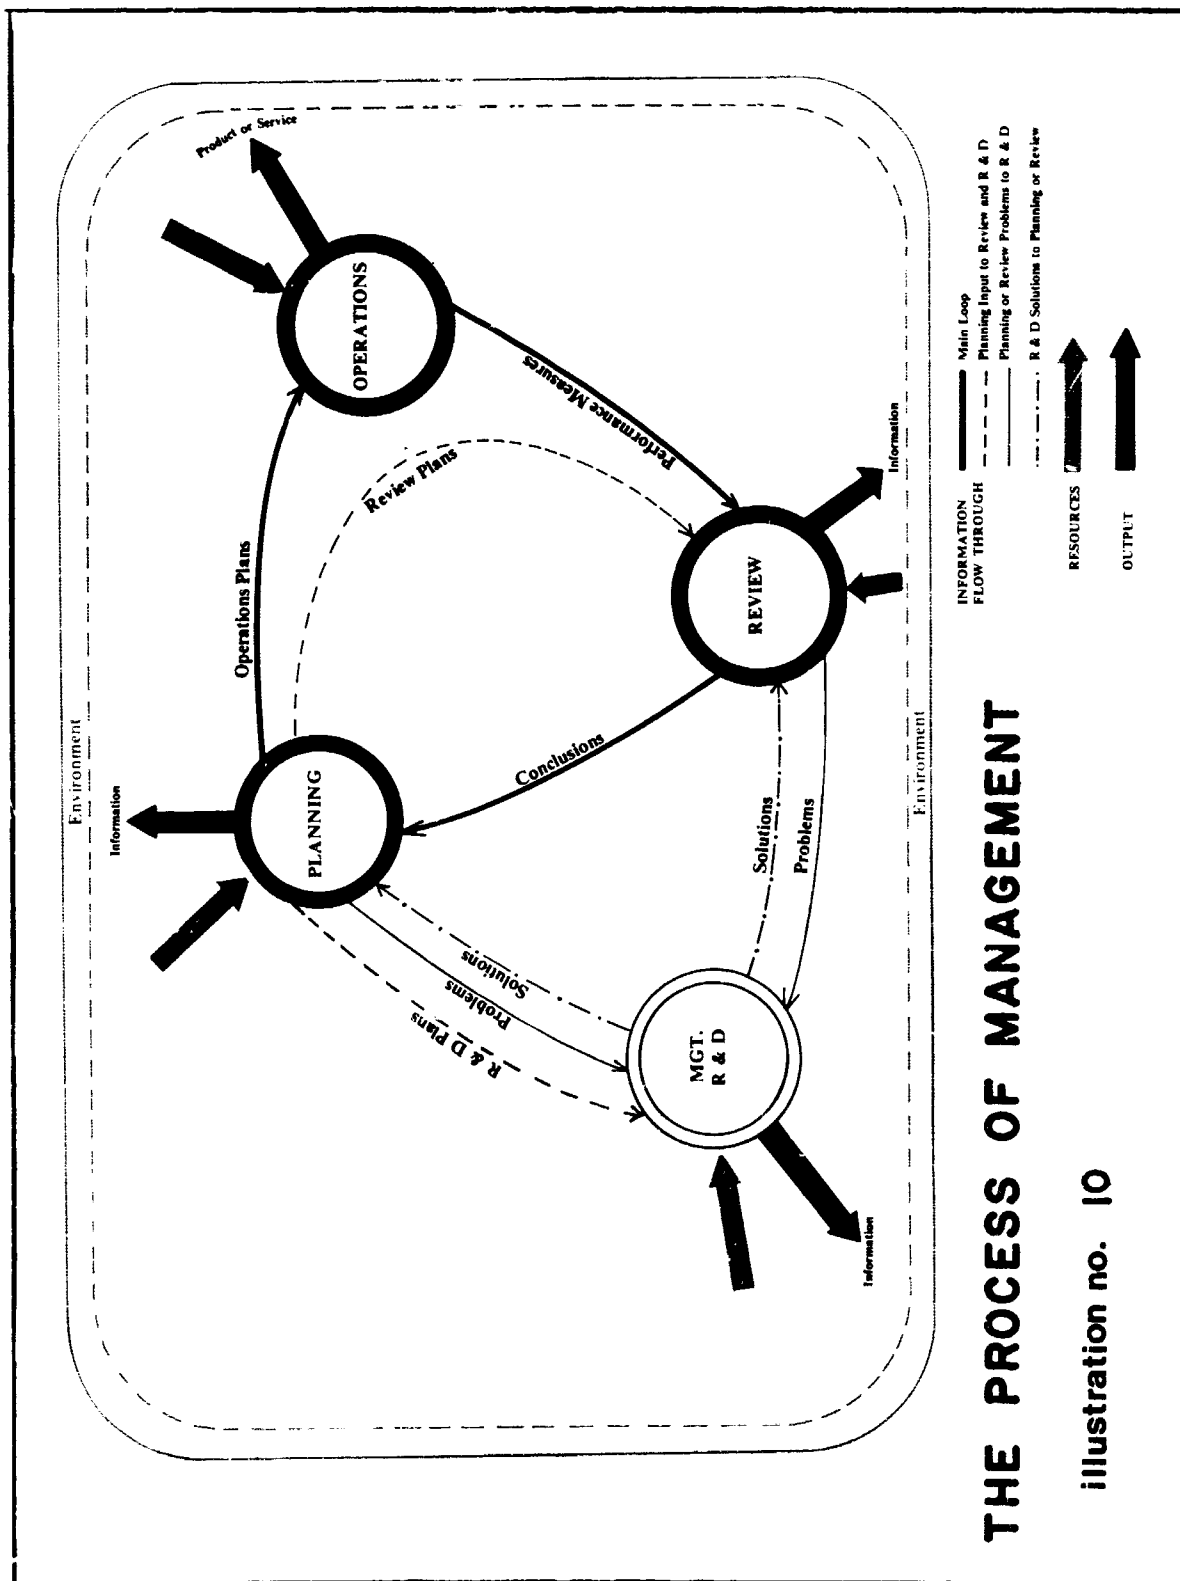 Environment
Information
Product or Service
PLANNING
OPERATIONS
Operations Plans
Review Plans
Performance Measures
Conclusions
R & D Plans
Problems
Solutions
Solutions
Problems
MGT.
R & D
REVIEW
Information
Information
Environment
INFORMATION
FLOW THROUGH
Main Loop
Planning Input to Review and R & D
Planning or Review Problems to R & D
R & D Solutions to Planning or Review
RESOURCES
OUTPUT
THE PROCESS OF MANAGEMENT
illustration no. 10